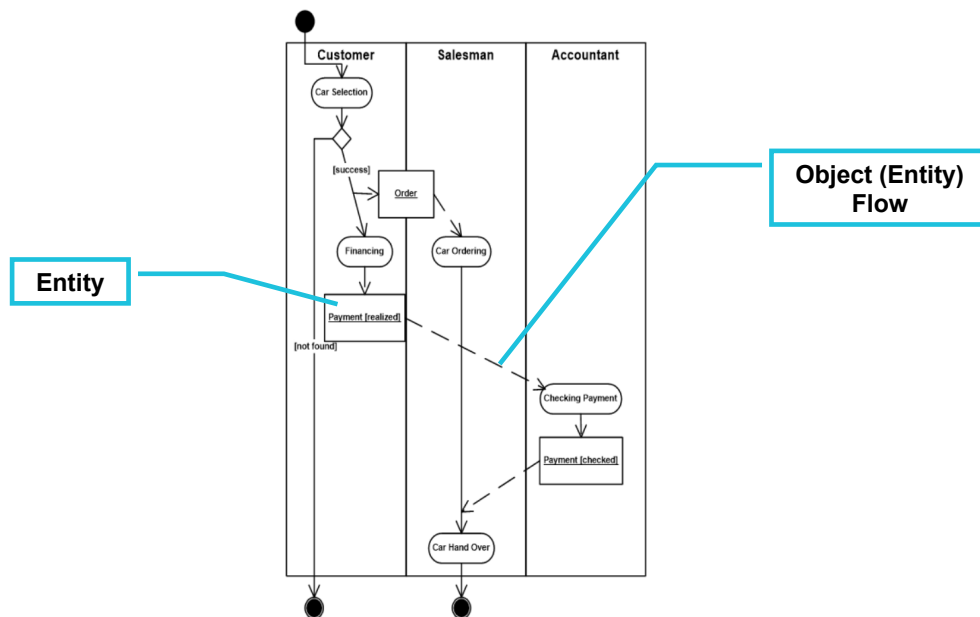 Customer
Salesman
Accountant
Car Selection
[success]
Order
Object (Entity)
Flow
Financing
Car Ordering
Entity
Payment [realized]
[not found]
Checking Payment
Payment [checked]
Car Hand Over